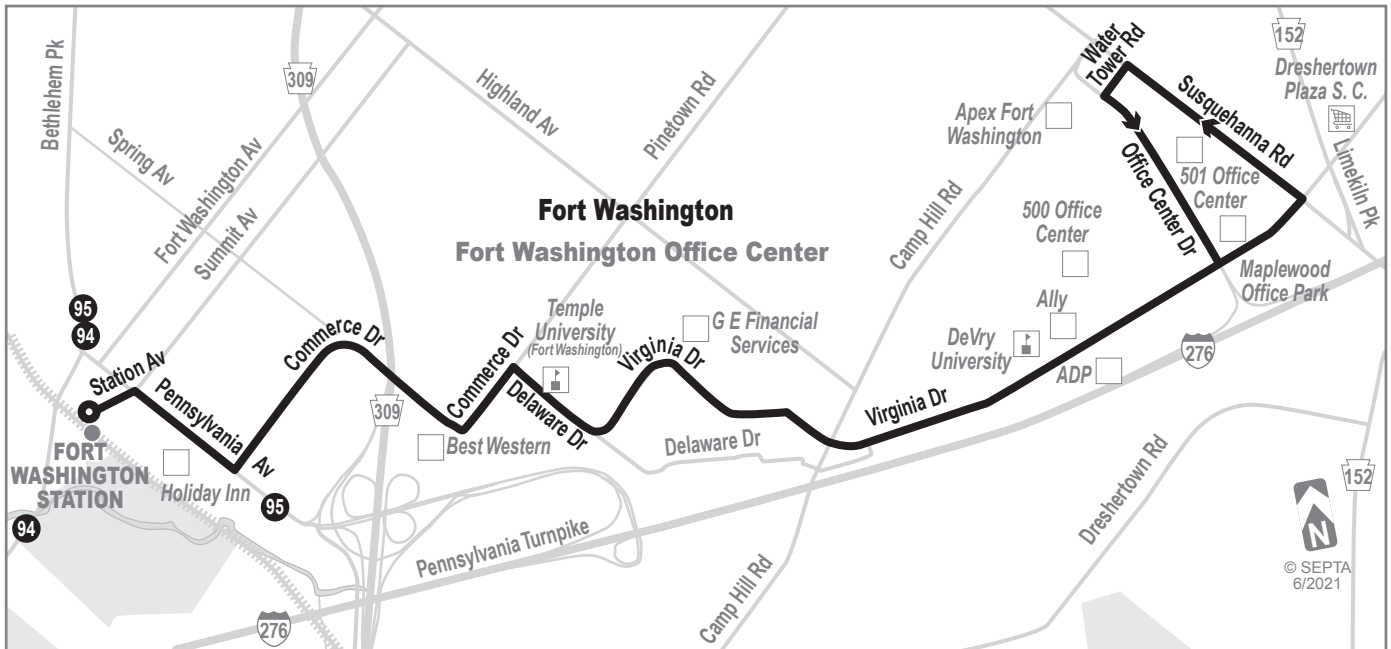 Bethlehem Pk
Spring Av
Fort Washington Av
Summit Av
309
Highland Av
Pinetown Rd
Fort Washington
Fort Washington Office Center
Camp Hill Rd
Apex Fort
Washington
Water
Tower Rd
152
Dreshertown
Plaza S. C.
Susquehanna Rd
Limekiln Pk
501 Office
Center
Office Center Dr
500 Office
Center
Maplewood
Office Park
95
94
Station Av
Pennsylvania
Av
Commerce Dr
309
Commerce Dr
Temple
University
(Fort Washington)
Delaware Dr
G E Financial
Services
Virginia Dr
Ally
DeVry
University
ADP
276
Virginia Dr
Delaware Dr
Best Western
FORT
WASHINGTON
STATION
Holiday Inn
95
94
Pennsylvania Turnpike
276
Camp Hill Rd
Dreshertown Rd
152
N
© SEPTA
6/2021